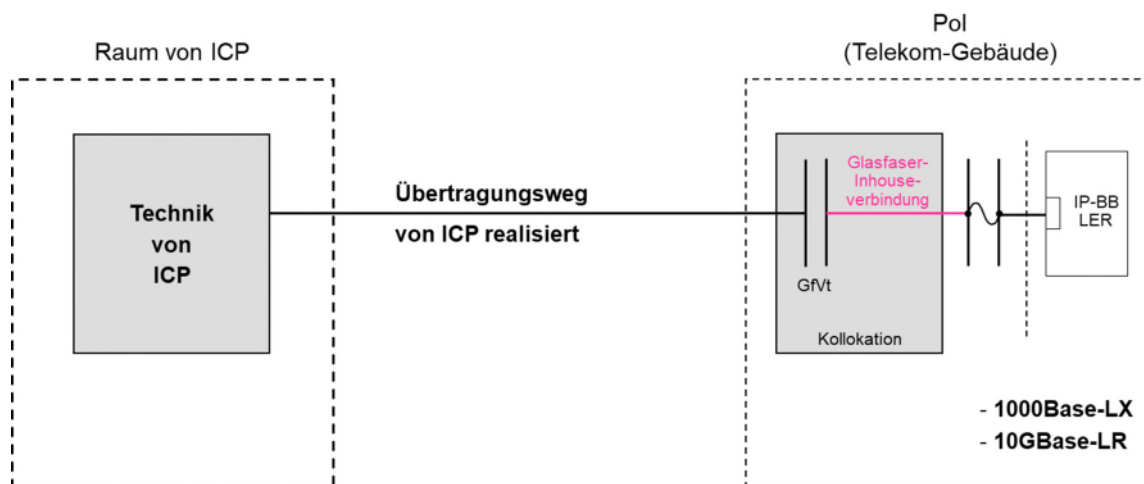 Raum von ICP
PoI
(Telekom-Gebäude)
Technik
von
ICP
Übertragungsweg
von ICP realisiert
Glasfaser-
Inhouse-
verbindung
GfVt
Kollokation
IP-BB
LER
- 1000Base-LX
- 10GBase-LR